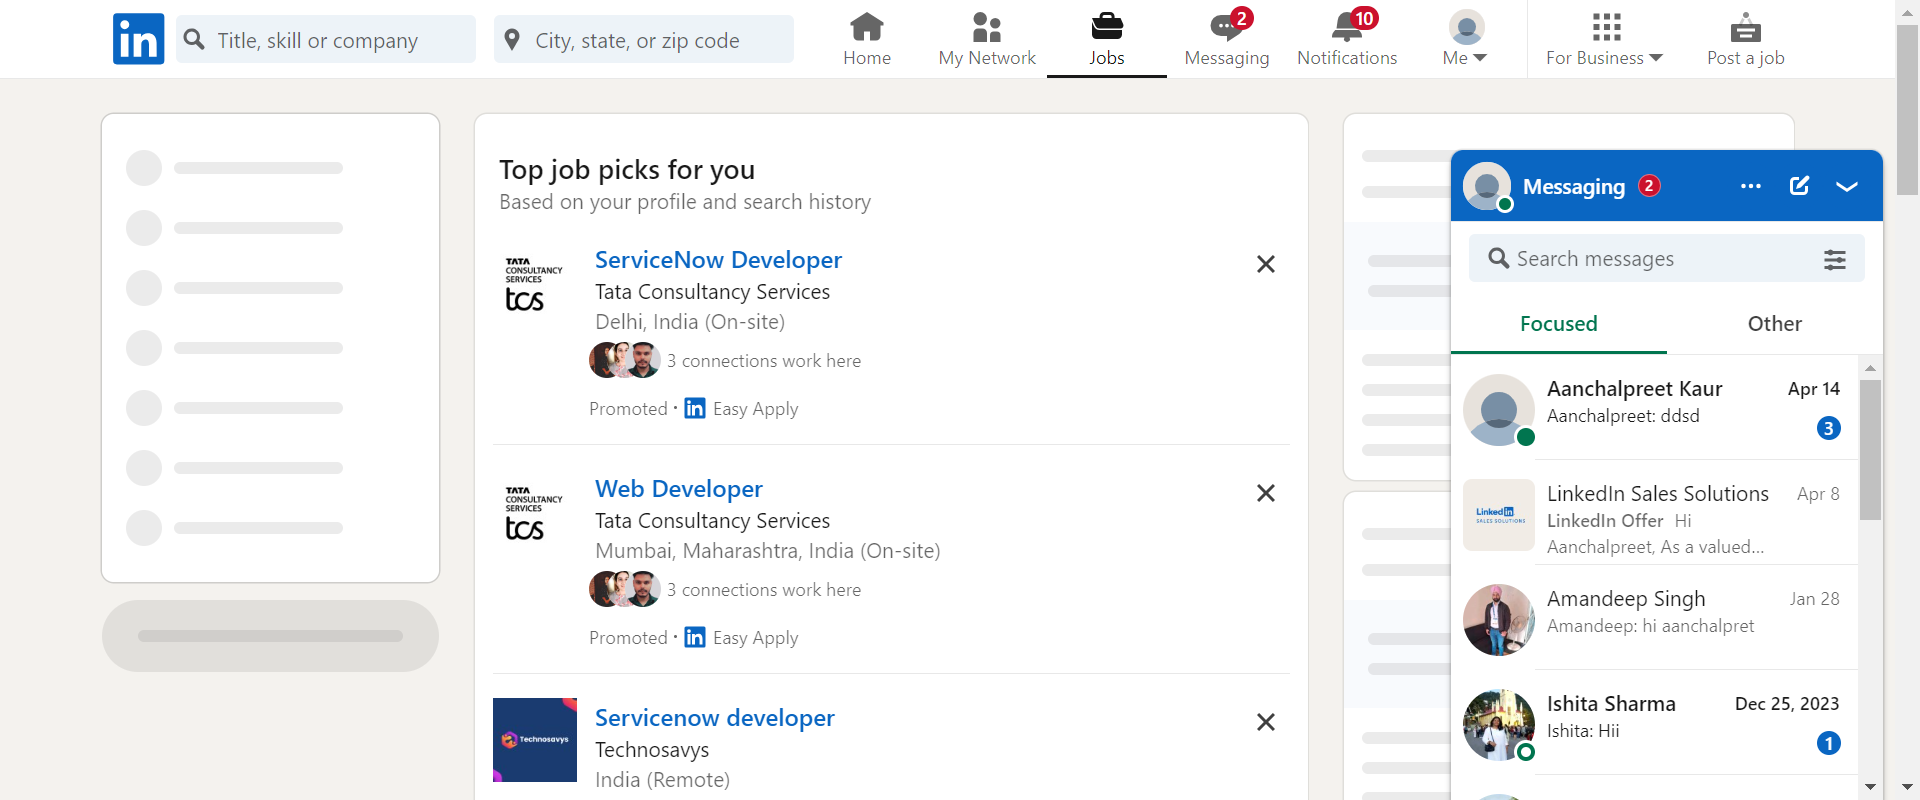 in
Title, skill or company
City, state, or zip code
Home
My Network
Jobs
2
Messaging
10
Notifications
Me
For Business
Post a job
Top job picks for you
Based on your profile and search history
TATA
CONSULTANCY
SERVICES
tcs
ServiceNow Developer
Tata Consultancy Services
Delhi, India (On-site)
3 connections work here
Promoted · in Easy Apply
TATA
CONSULTANCY
SERVICES
tcs
Web Developer
Tata Consultancy Services
Mumbai, Maharashtra, India (On-site)
3 connections work here
Promoted · in Easy Apply
Technosavys
Servicenow developer
Technosavys
India (Remote)
Messaging 2
Search messages
Focused
Other
Aanchalpreet Kaur Apr 14
Aanchalpreet: ddsd
3
Linked in
SALES SOLUTIONS
LinkedIn Sales Solutions Apr 8
LinkedIn Offer Hi
Aanchalpreet, As a valued...
Amandeep Singh Jan 28
Amandeep: hi aanchalpret
Ishita Sharma Dec 25, 2023
Ishita: Hii
1